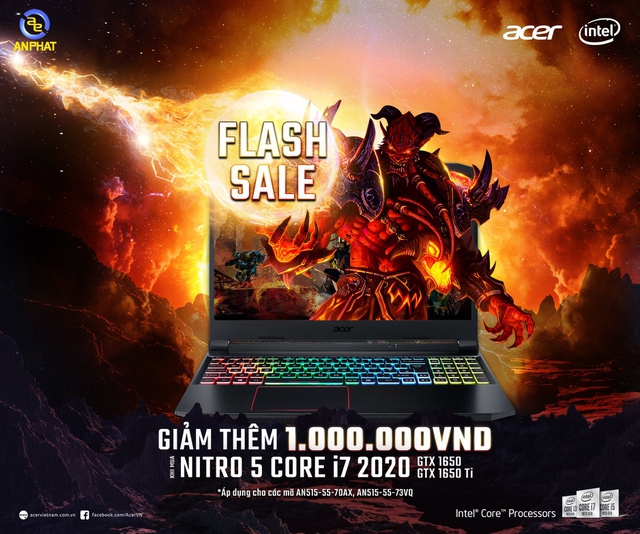 ANPHAT
acer
intel
FLASH
SALE
acer
GIẢM THÊM 1.000.000VND
KHI MUA NITRO 5 CORE i7 2020 GTX 1650
GTX 1650 Ti
*Áp dụng cho các mã AN515-55-70AX, AN515-55-73VQ
www acervietnam.com.vn facebook.com/AcerVN
Intel® Core™ Processors
CORE i3 CORE i7 CORE i5